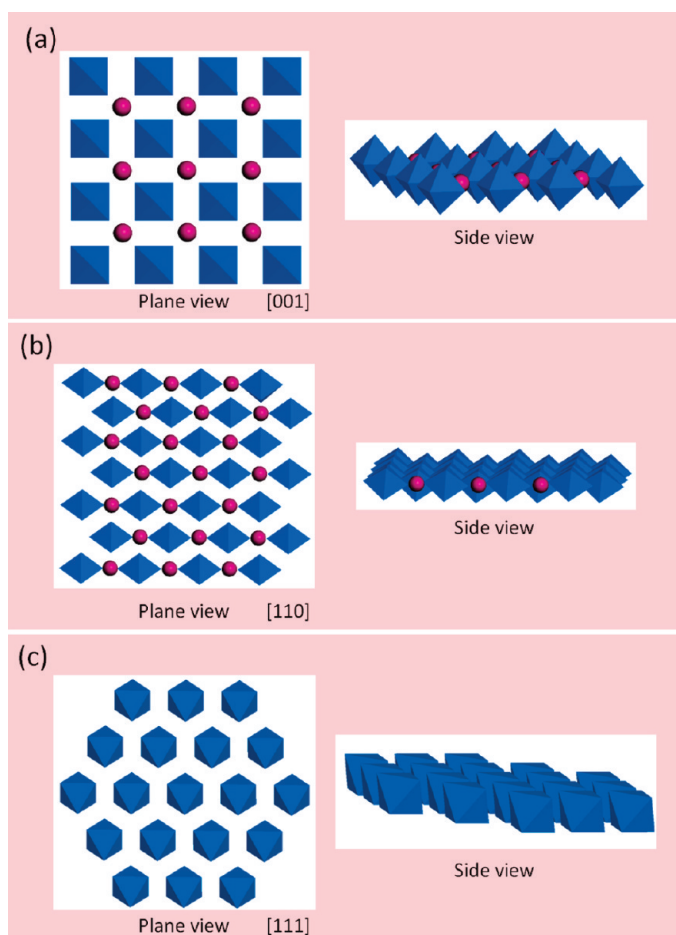 (a)
Plane view [001]
Side view
(b)
Plane view [110]
Side view
(c)
Plane view [111]
Side view